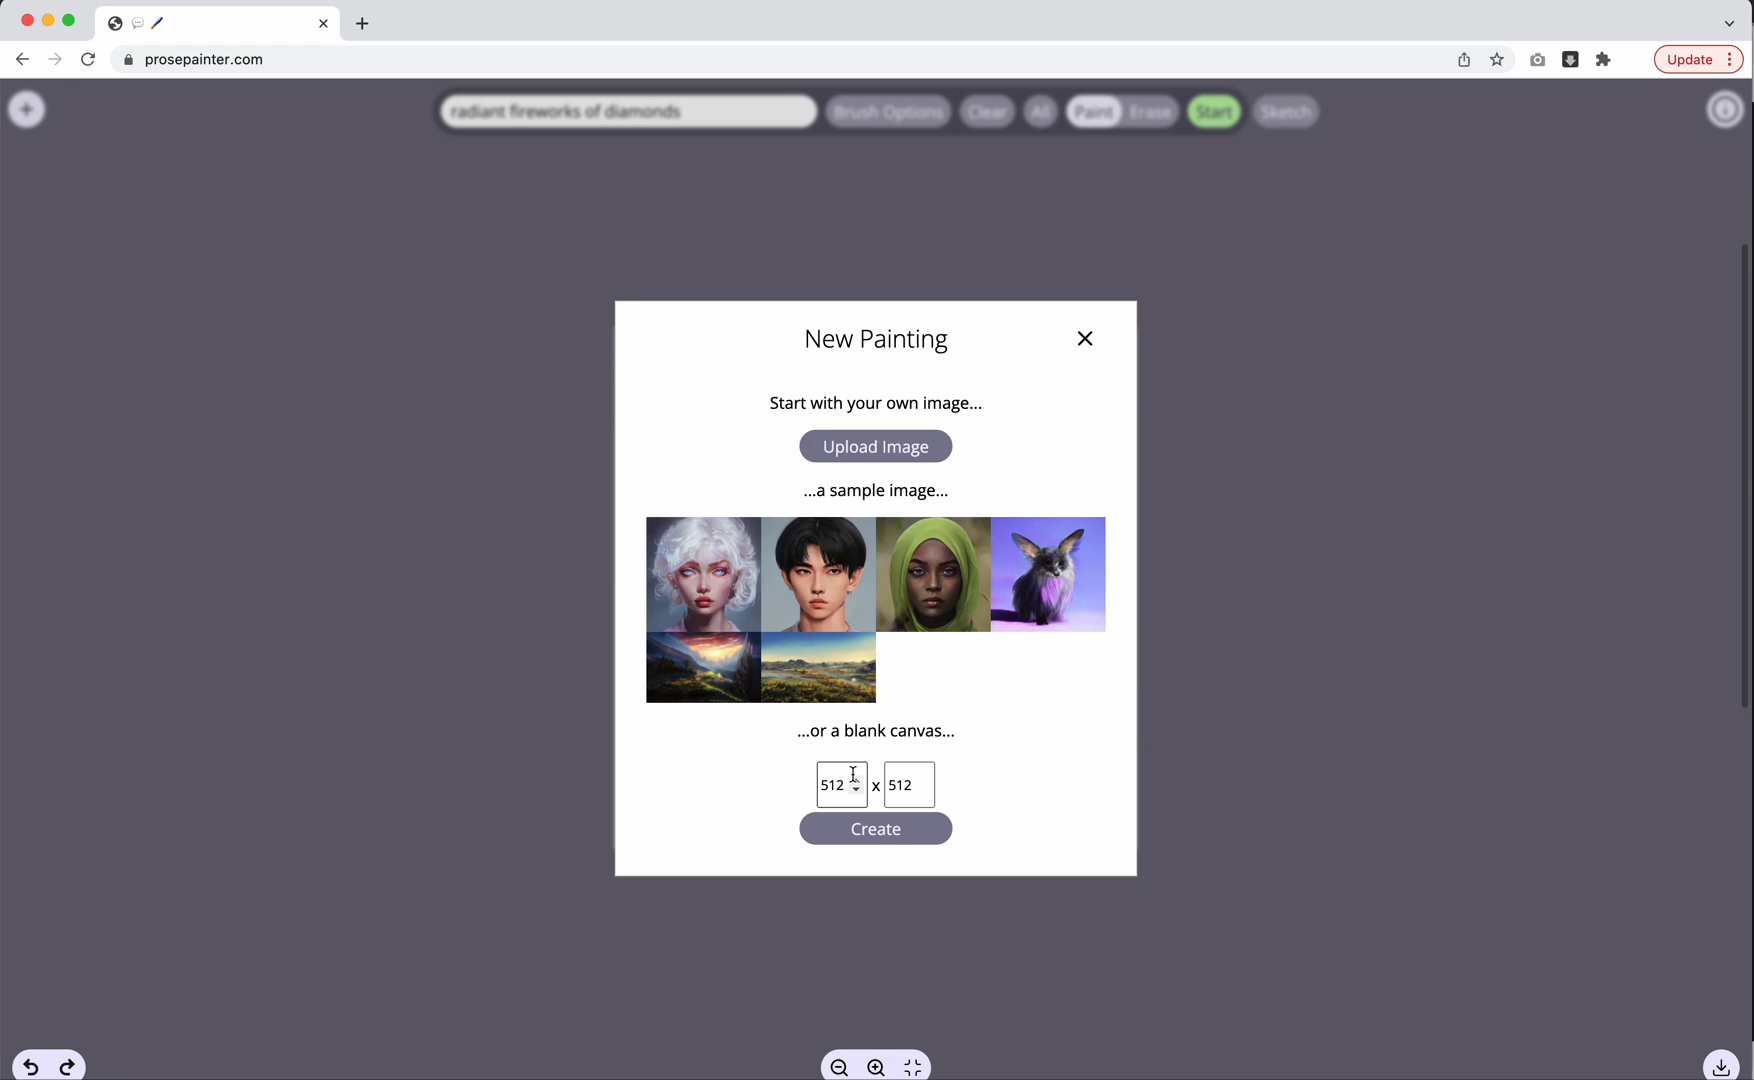 prosepainter.com
Update
radiant fireworks of diamonds
Brush Options
Clear
All
Paint
Erase
Start
Sketch
New Painting
Start with your own image...
Upload Image
...a sample image...
...or a blank canvas...
512 x 512
Create